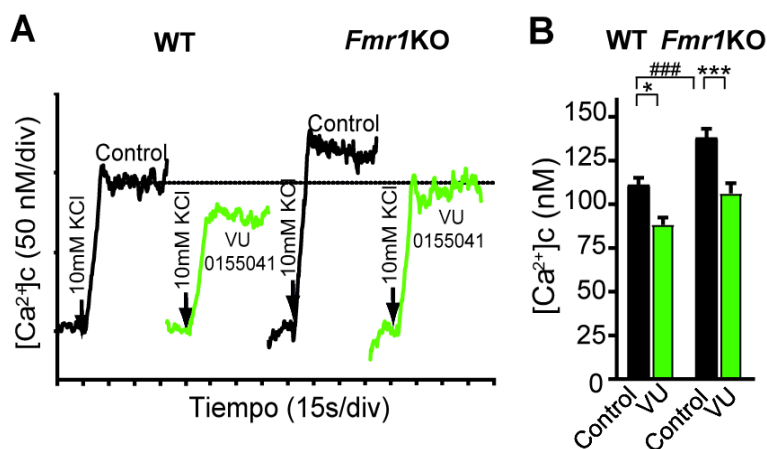 A
WT
Fmr1KO
[Ca²⁺]c (50 nM/div)
Control
10mM KCl
10mM KCl
VU
0155041
Control
10mM KCl
10mM KCl
VU
0155041
Tiempo (15s/div)
B
WT Fmr1KO
###
***
*
[Ca²⁺]c (nM)
150
125
100
75
50
25
0
Control
VU
Control
VU